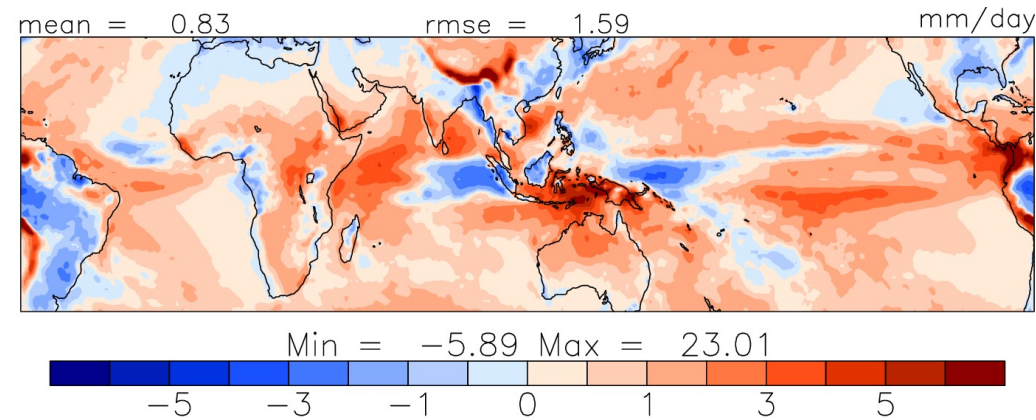 mean = 0.83 rmse = 1.59 mm/day
Min = -5.89 Max = 23.01
-5 -3 -1 0 1 3 5